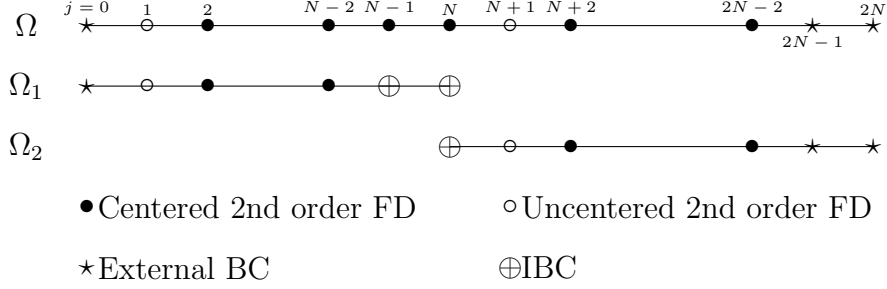 j = 0 1 2 N − 2 N − 1 N N + 1 N + 2 2N − 2 2N
Ω
2N − 1
Ω₁
Ω₂
Centered 2nd order FD Uncentered 2nd order FD
External BC IBC